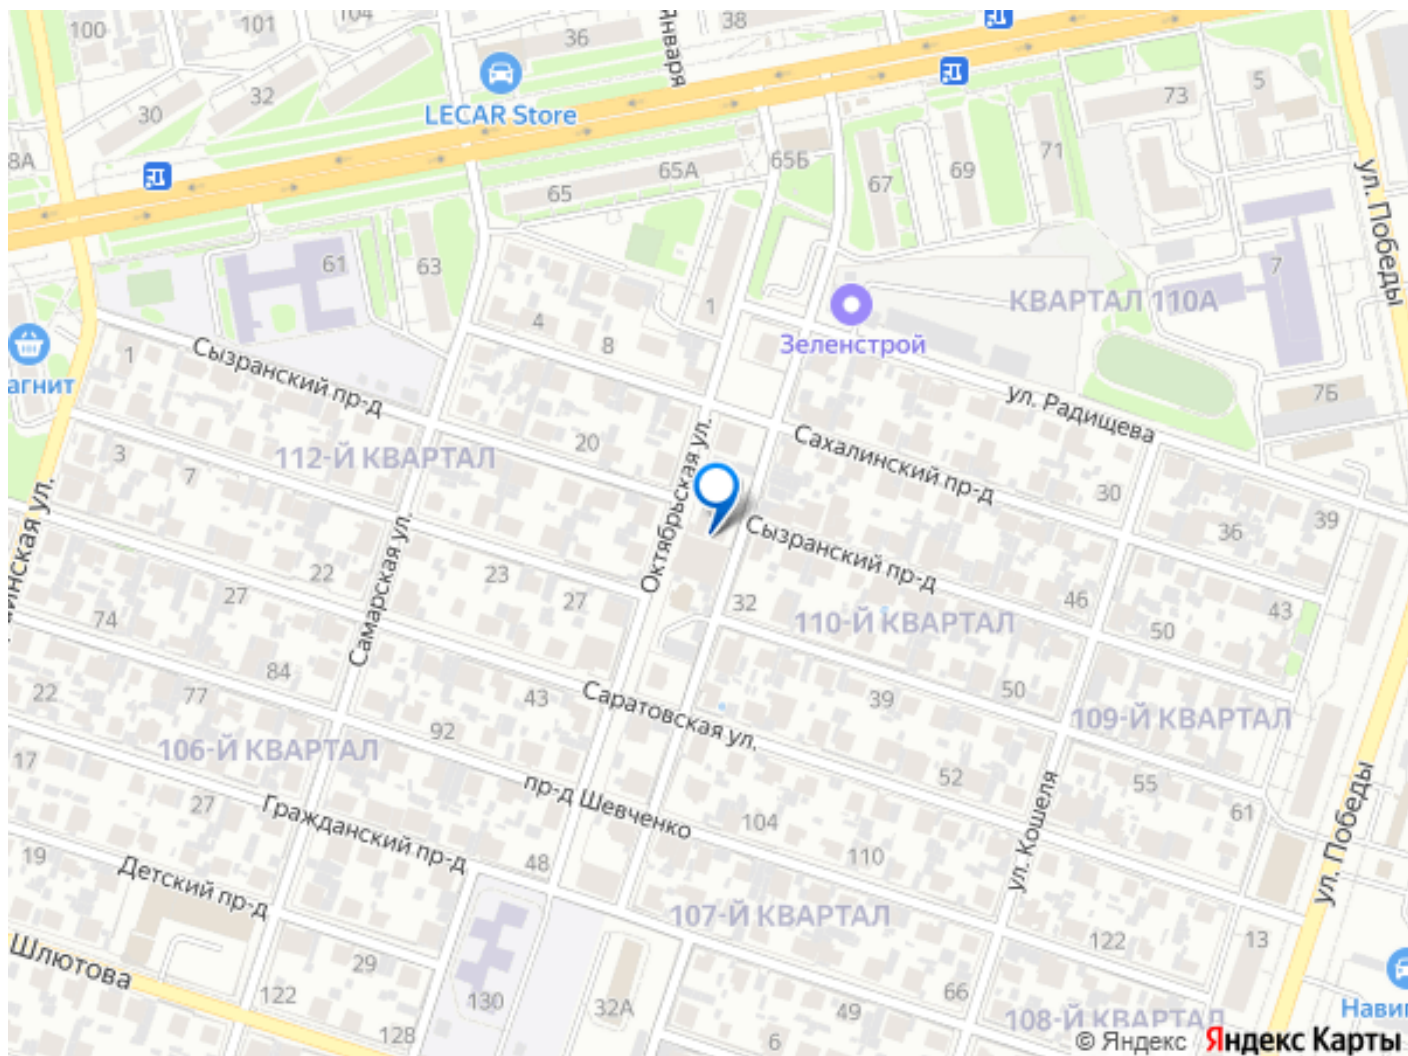 100
101
104
36
38
Января
30
32
LECAR Store
73
5
8А
65
65А
65Б
67
69
71
ул. Победы
61
63
1
7
КВАРТАЛ 110А
4
8
Зеленстрой
агнит
1
Сызранский пр-д
7Б
ул. Радищева
3
7
112-Й КВАРТАЛ
20
Октябрьская ул.
Сахалинский пр-д
30
36
39
Самарская ул.
Сызранский пр-д
22
23
27
27
32
110-Й КВАРТАЛ
46
50
43
74
84
77
22
43
Саратовская ул.
39
50
109-Й КВАРТАЛ
106-Й КВАРТАЛ
92
17
27
Гражданский пр-д
пр-д Шевченко
52
55
61
104
110
ул. Кошеля
ул. Победы
19
Детский пр-д
48
107-Й КВАРТАЛ
122
13
Шлютова
29
122
128
130
32А
66
49
6
108-Й КВАРТАЛ
Нави
© Яндекс Яндекс Карты